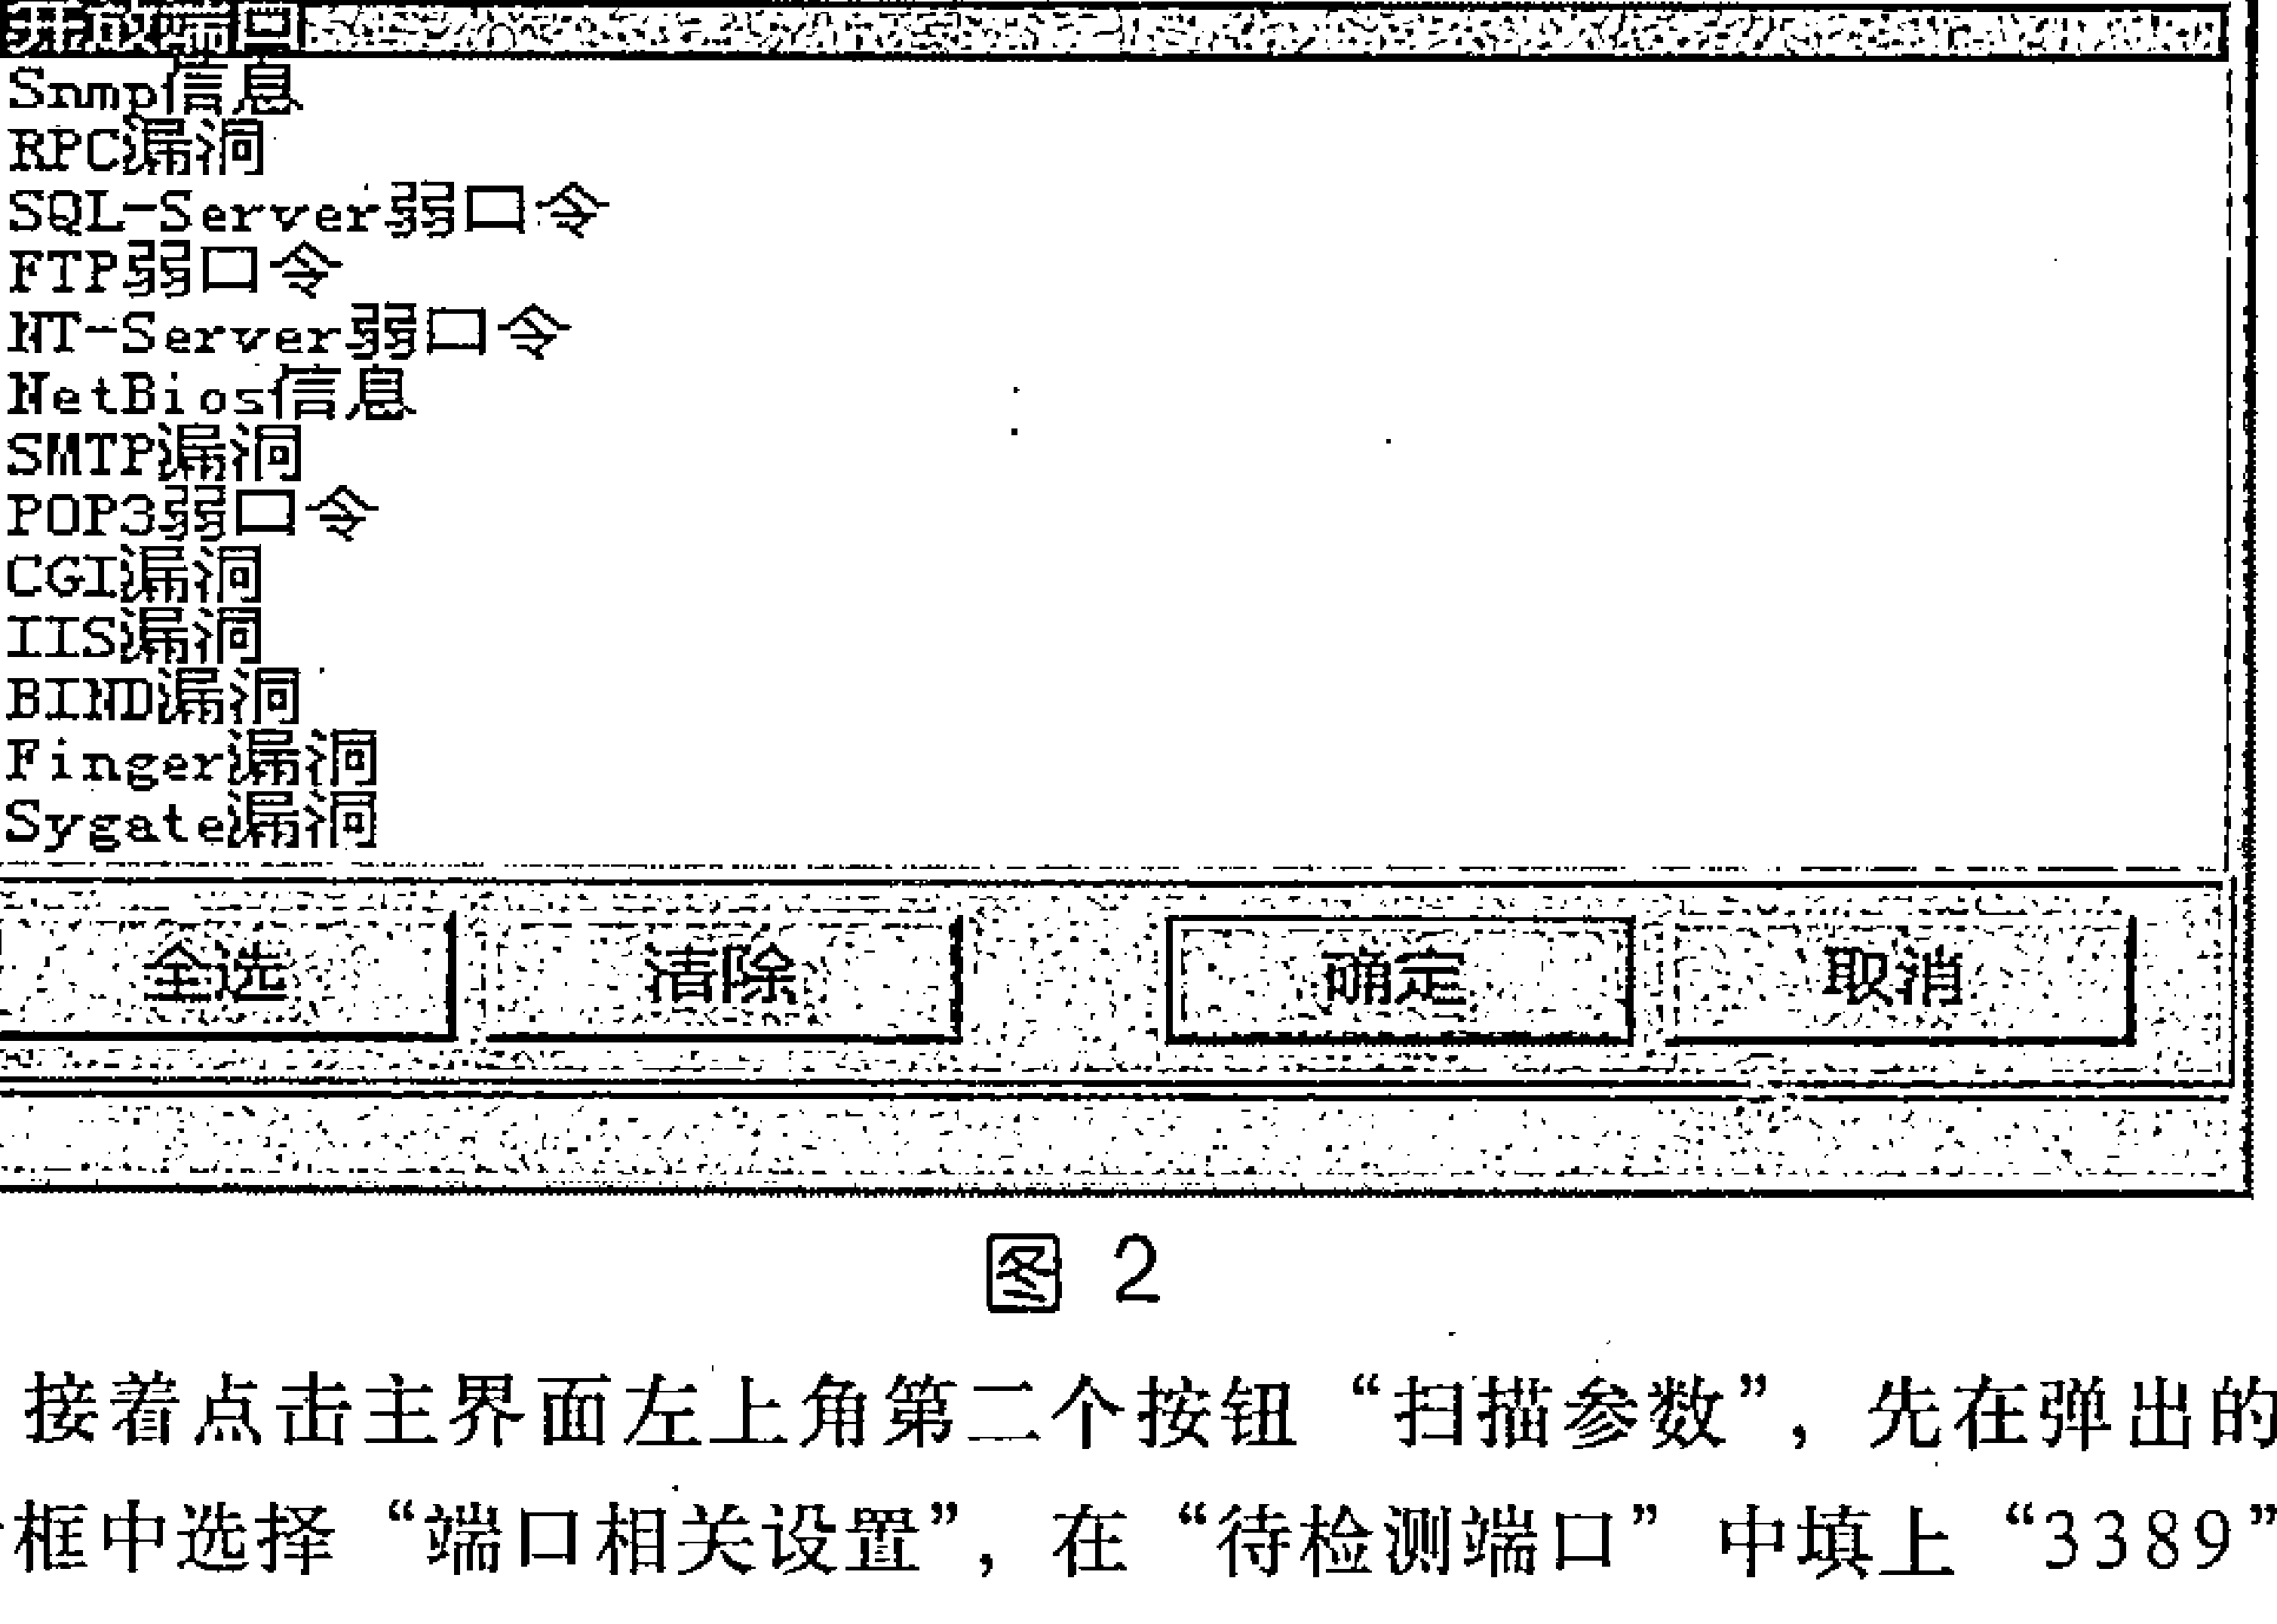 开放端口
Snmp信息
RPC漏洞
SQL-Server弱口令
FTP弱口令
NT-Server弱口令
NetBios信息
SMTP漏洞
POP3弱口令
CGI漏洞
IIS漏洞
BIND漏洞
Finger漏洞
Sygate漏洞
全选 清除 确定 取消
图 2
接着点击主界面左上角第二个按钮“扫描参数”，先在弹出的
框中选择“端口相关设置”，在“待检测端口”中填上“3389”